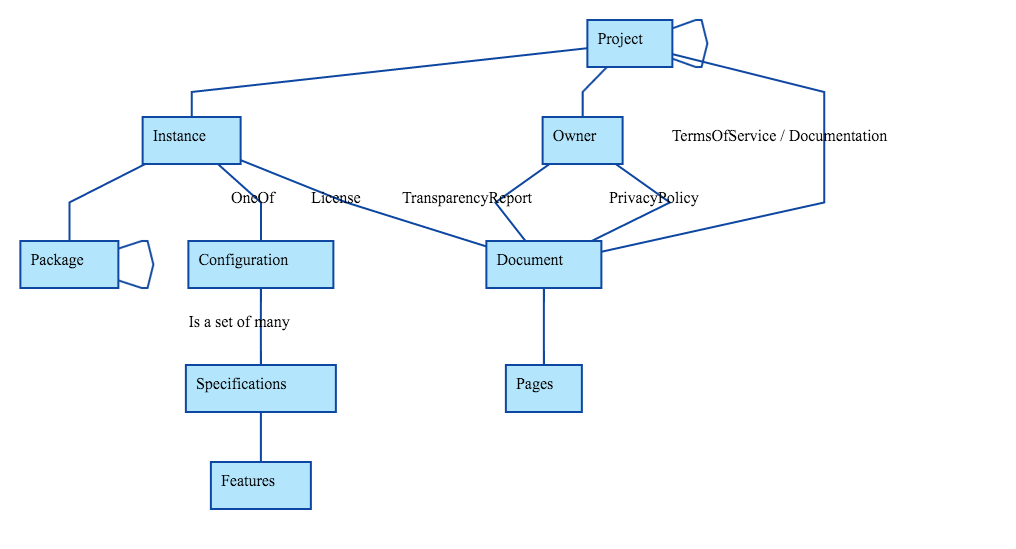 Project
Instance
Owner
TermsOfService / Documentation
OneOf
License
TransparencyReport
PrivacyPolicy
Package
Configuration
Document
Is a set of many
Specifications
Pages
Features